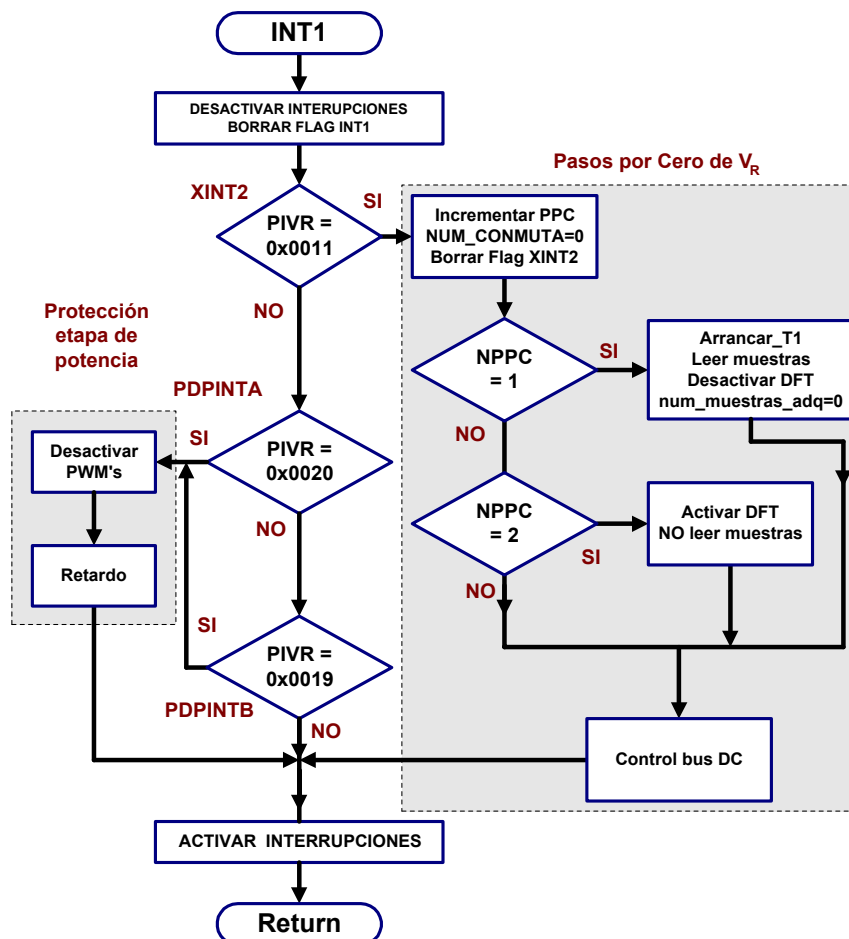 INT1
DESACTIVAR INTERUPCIONES
BORRAR FLAG INT1
Pasos por Cero de VR
XINT2
SI
PIVR =
0x0011
Incrementar PPC
NUM_CONMUTA=0
Borrar Flag XINT2
NO
Protección
etapa de
potencia
NPPC
= 1
SI
Arrancar_T1
Leer muestras
Desactivar DFT
num_muestras_adq=0
PDPINTA
NO
SI
Desactivar
PWM's
PIVR =
0x0020
NPPC
= 2
Activar DFT
NO leer muestras
NO
SI
Retardo
NO
SI
PIVR =
0x0019
PDPINTB
NO
Control bus DC
ACTIVAR INTERRUPCIONES
Return